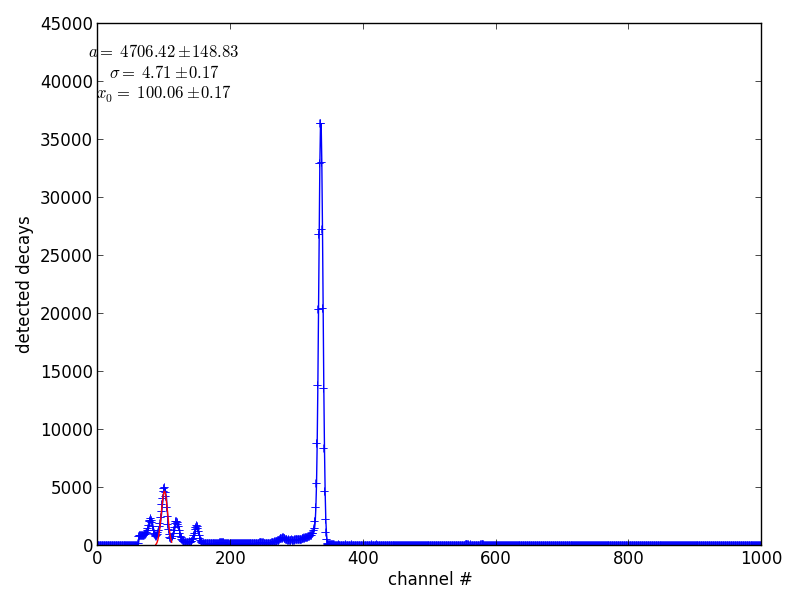 45000
a = 4706.42 ±148.83
σ = 4.71 ±0.17
x₀ = 100.06 ±0.17
40000
35000
30000
25000
20000
15000
10000
5000
0
detected decays
0 200 400 600 800 1000
channel #